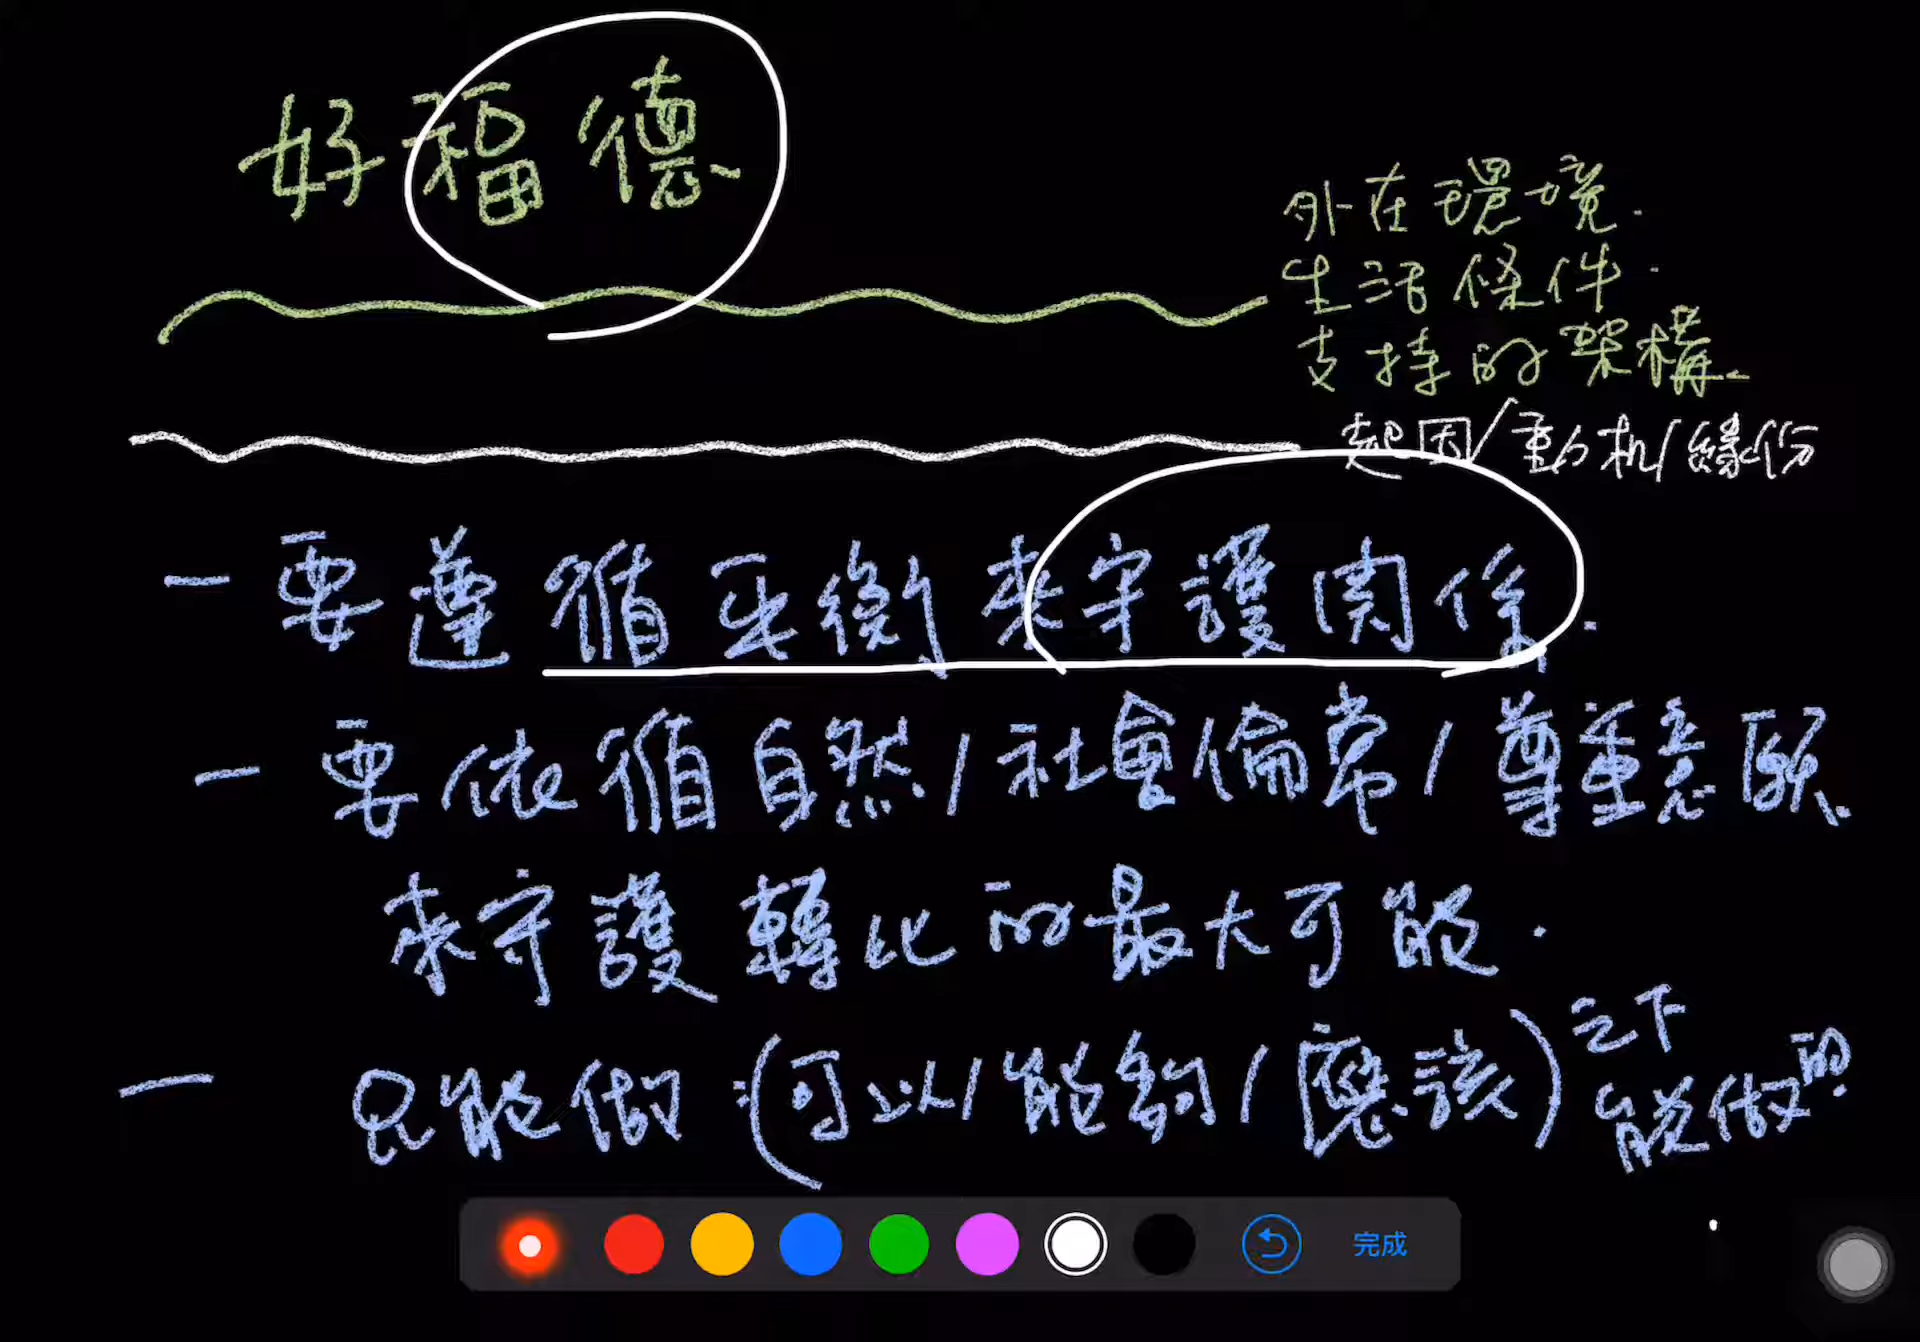 好福德
外在環境.
生活條件.
支持的架構.
起因/動机/緣份
一 要遵循平衡來守護関係.
一 要依循自然/社會倫常/尊重意願.
來守護轉化的最大可能.
一 只能做:(可以/能夠/應該)之下能做的.
完成